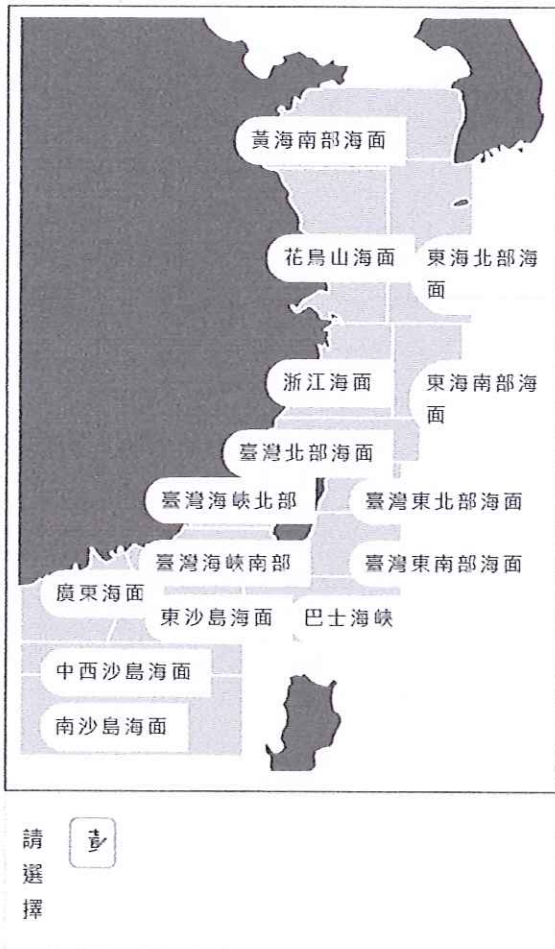 黃海南部海面
花鳥山海面
東海北部海
面
浙江海面
東海南部海
面
臺灣北部海面
臺灣海峽北部
臺灣東北部海面
臺灣海峽南部
臺灣東南部海面
廣東海面
東沙島海面
巴士海峽
中西沙島海面
南沙島海面
請
選
擇